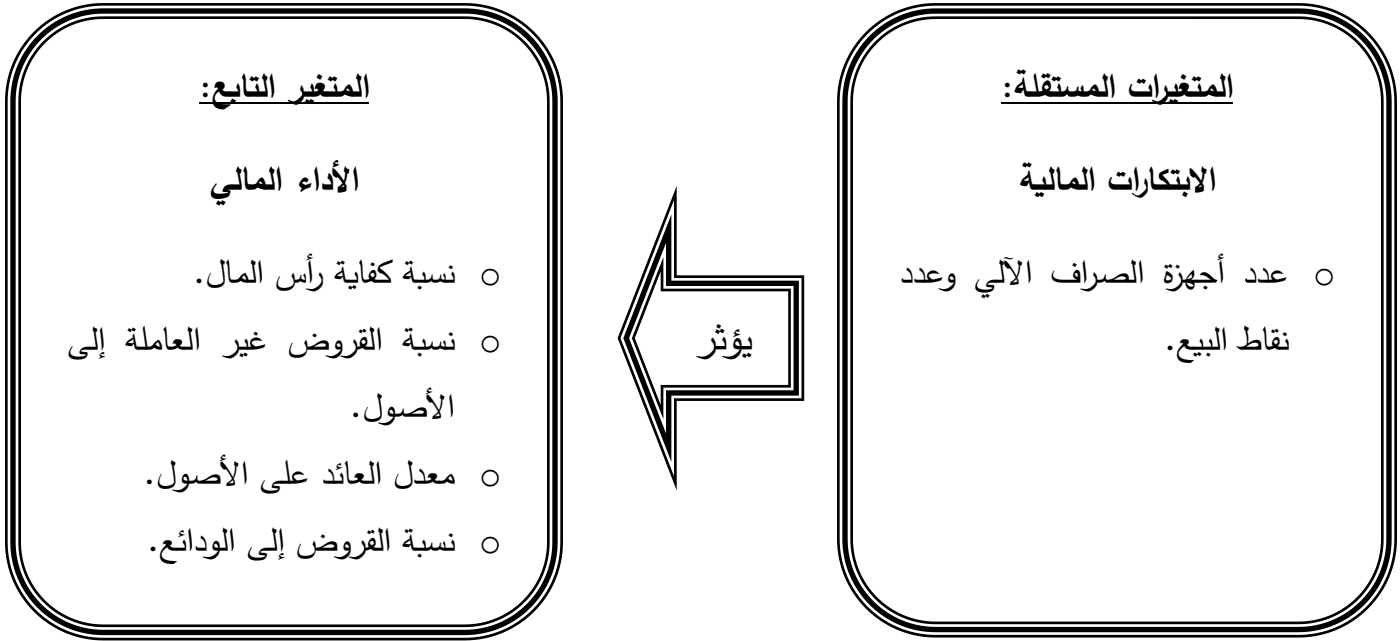 المتغيرات المستقلة:
الابتكارات المالية
o عدد أجهزة الصراف الآلي وعدد
نقاط البيع.
يؤثر
المتغير التابع:
الأداء المالي
o نسبة كفاية رأس المال.
o نسبة القروض غير العاملة إلى
الأصول.
o معدل العائد على الأصول.
o نسبة القروض إلى الودائع.